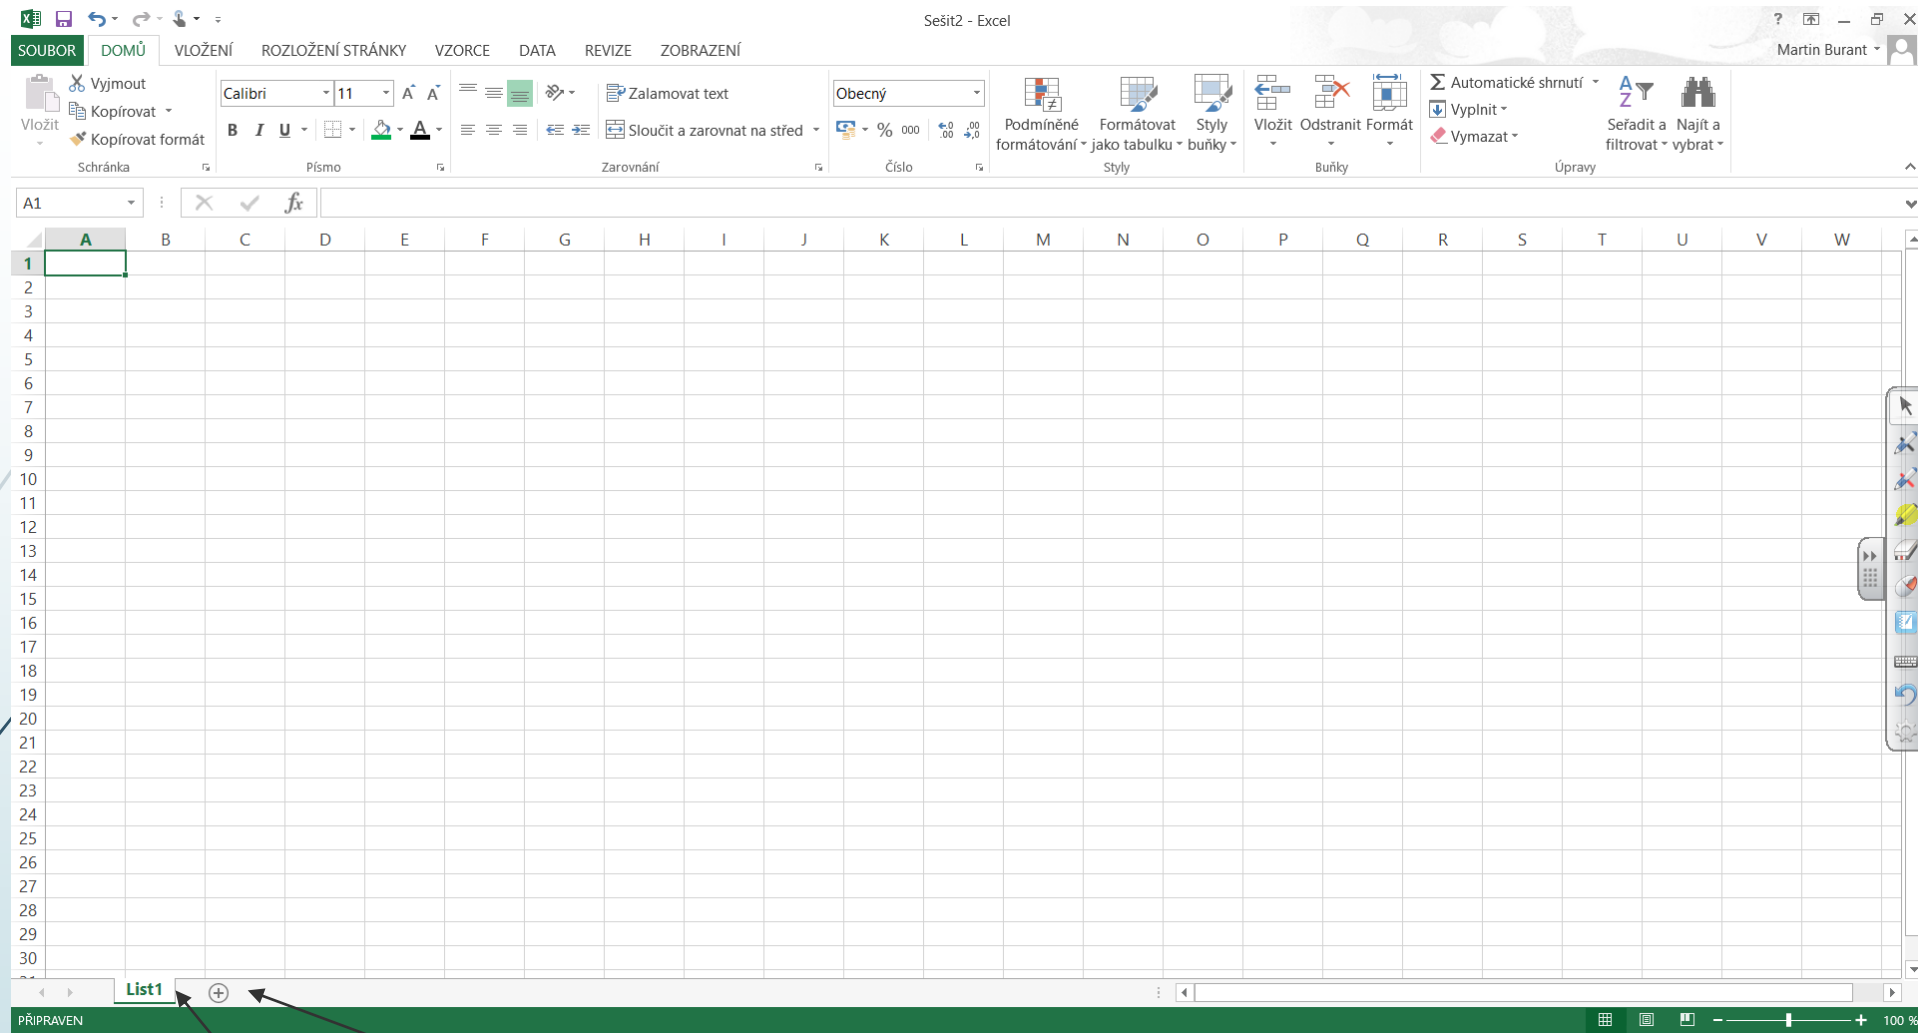 Sešit2 - Excel
?
SOUBOR DOMŮ VLOŽENÍ ROZLOŽENÍ STRÁNKY VZORCE DATA REVIZE ZOBRAZENÍ Martin Burant
Vložit
Vyjmout
Kopírovat
Kopírovat formát
Schránka
Calibri 11 A A
B I U A
Písmo
Zalamovat text
Sloučit a zarovnat na střed
Zarovnání
Obecný
% 000 ,00 ,0
Číslo
Podmíněné formátování
Formátovat jako tabulku
Styly buňky
Styly
Vložit Odstranit Formát
Buňky
Σ Automatické shrnutí
Vyplnit
Vymazat
Seřadit a filtrovat
Najít a vybrat
Úpravy
A1 fx
A B C D E F G H I J K L M N O P Q R S T U V W
1
2
3
4
5
6
7
8
9
10
11
12
13
14
15
16
17
18
19
20
21
22
23
24
25
26
27
28
29
30
List1
PŘIPRAVEN 100 %